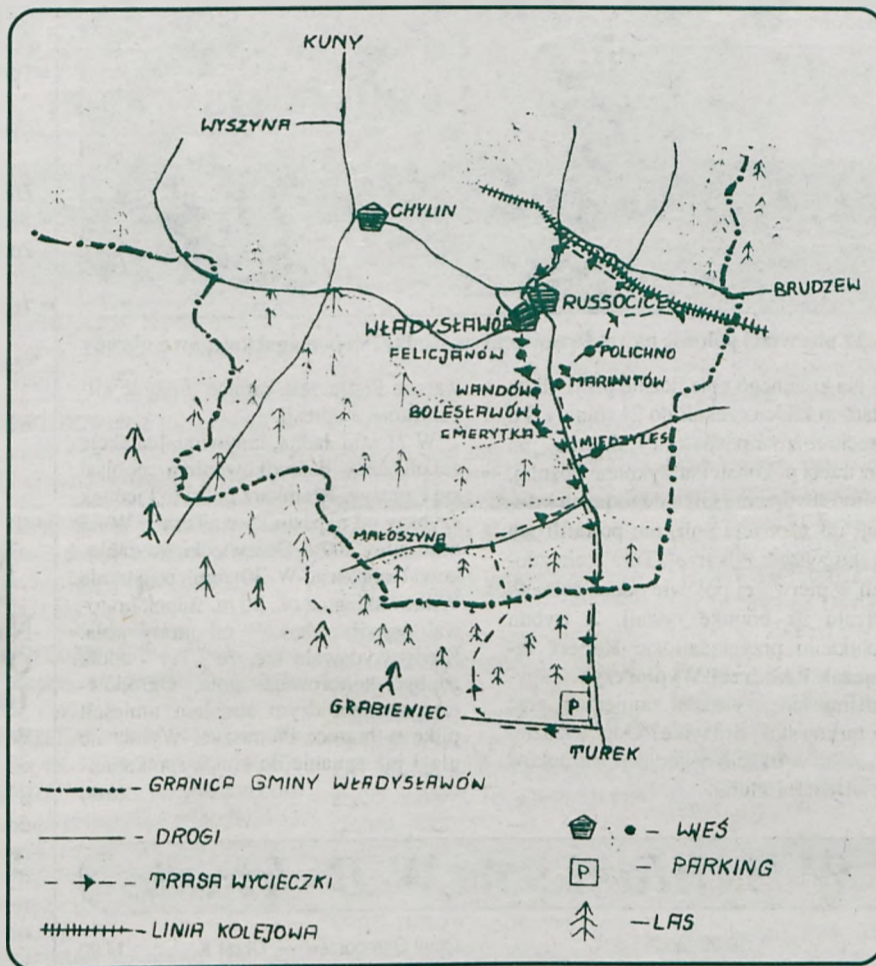 KUNY
WYSZYNA
CHYLIN
BRUDZEW
RUSSOCICE
WŁADYSŁAWÓW
FELICJANÓW
POLICHNO
MARIANTÓW
WANDÓW
BOLESŁAWÓW
EMERYTKA
MIĘDZYLESIE
MAŁOSZYNA
GRABIENIEC
P
TUREK
GRANICA GMINY WŁADYSŁAWÓW
DROGI
TRASA WYCIECZKI
LINIA KOLEJOWA
WIEŚ
P — PARKING
LAS